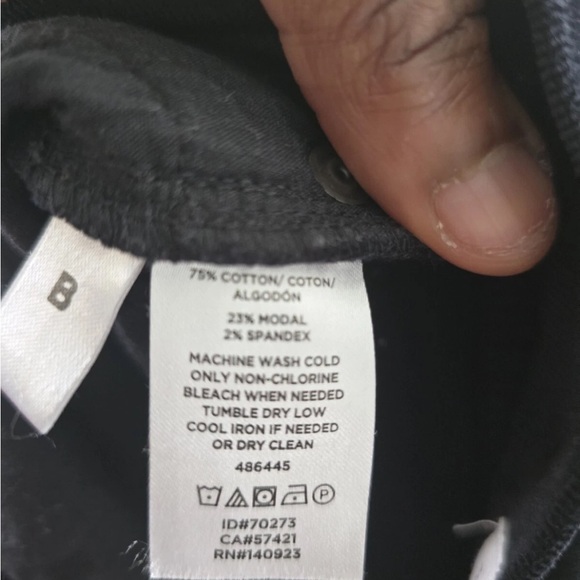 B
75% COTTON/ COTON/
ALGODÓN
23% MODAL
2% SPANDEX
MACHINE WASH COLD
ONLY NON-CHLORINE
BLEACH WHEN NEEDED
TUMBLE DRY LOW
COOL IRON IF NEEDED
OR DRY CLEAN
486445
P
ID#70273
CA#57421
RN#140923